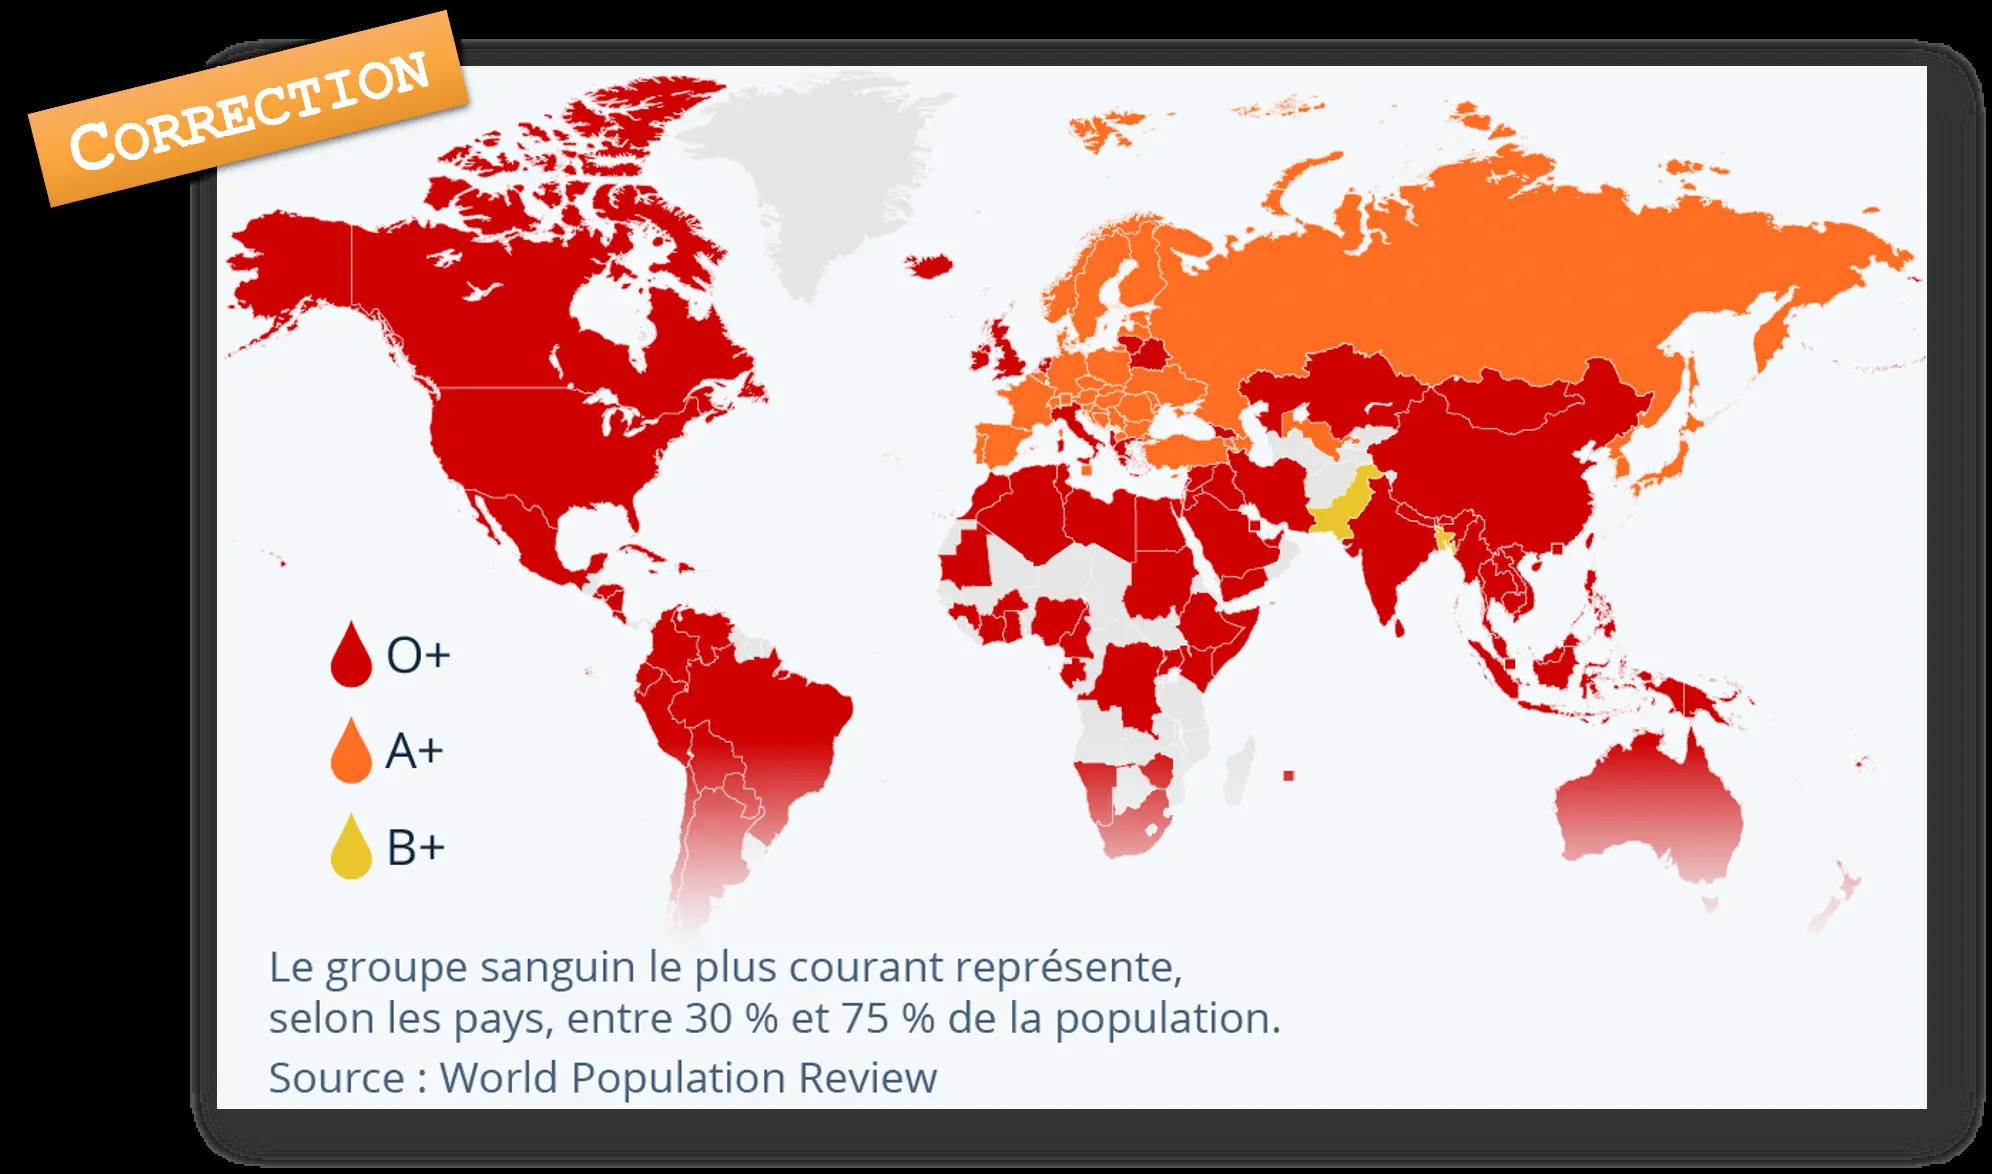 CORRECTION
O+
A+
B+
Le groupe sanguin le plus courant représente,
selon les pays, entre 30 % et 75 % de la population.
Source : World Population Review